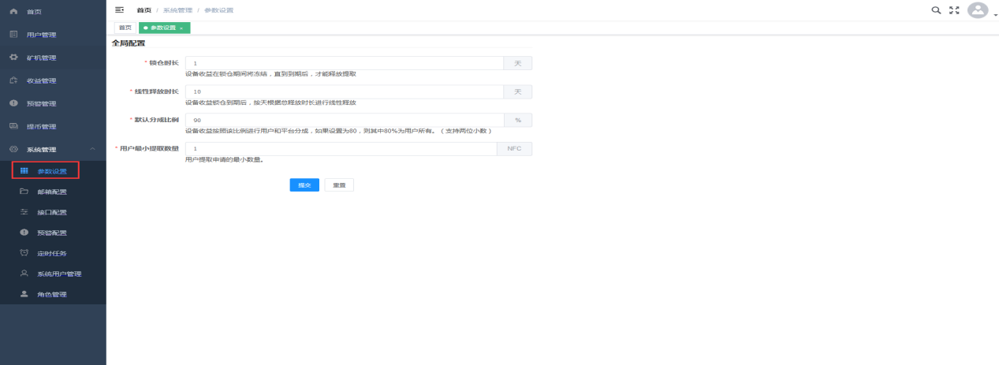 首页
用户管理
矿机管理
收益管理
预警管理
提币管理
系统管理
参数设置
邮箱配置
接口配置
预警配置
定时任务
系统用户管理
角色管理
首页 / 系统管理 / 参数设置
首页 参数设置 ×
全局配置
* 锁仓时长 1 天
设备收益在锁仓期间将冻结，直到到期后，才能释放提取
* 线性释放时长 10 天
设备收益锁仓到期后，按天根据总释放时长进行线性释放
* 默认分成比例 90 %
设备收益按照该比例进行用户和平台分成，如果设置为80，则其中80%为用户所有。（支持两位小数）
* 用户最小提取数量 1 NFC
用户提取申请的最小数量。
提交 重置